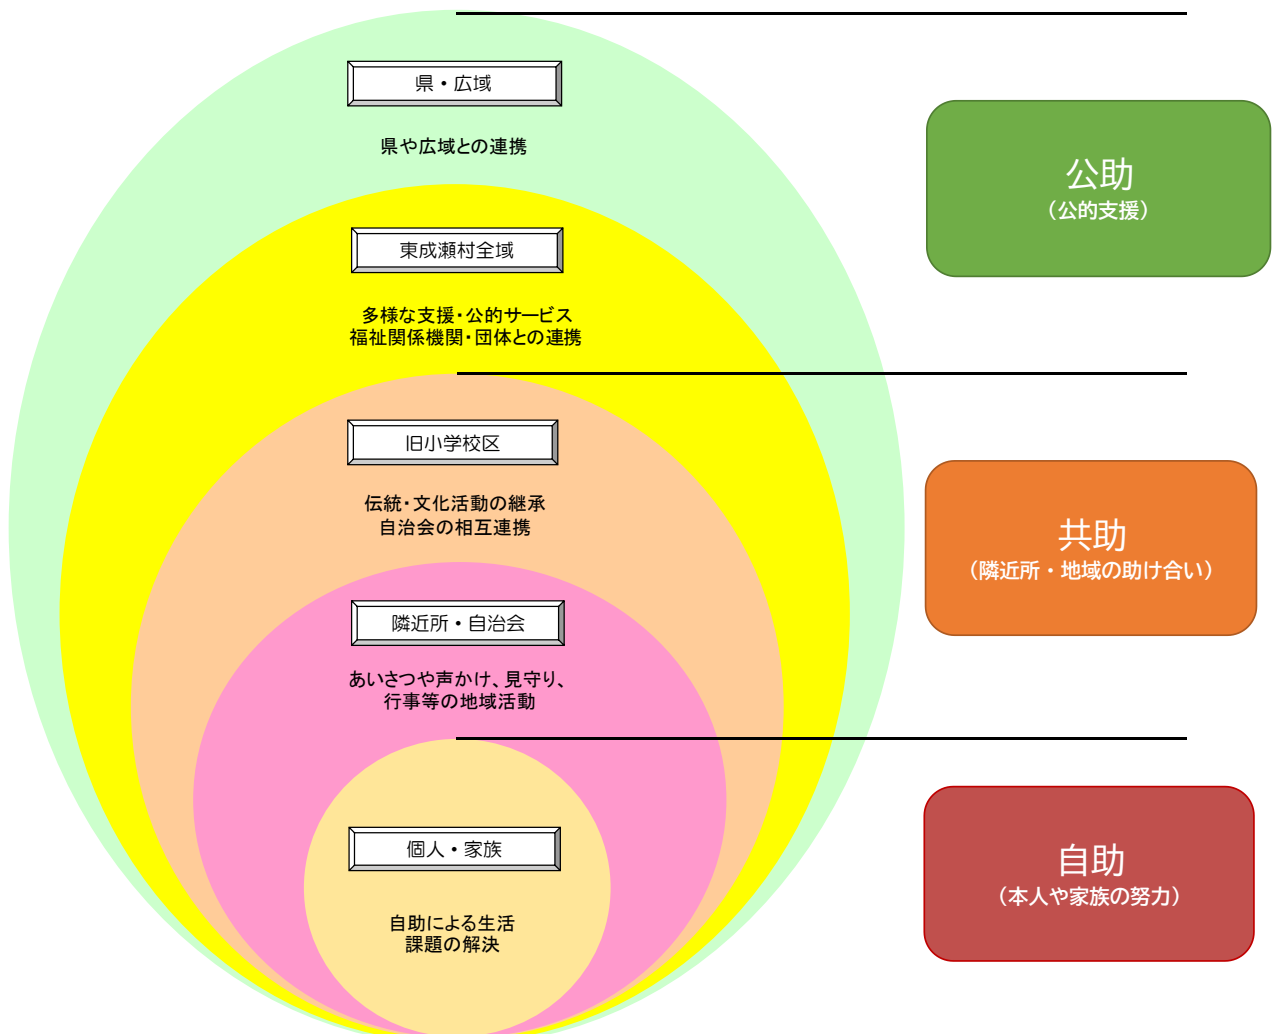 県・広域
県や広域との連携
公助
（公的支援）
東成瀬村全域
多様な支援・公的サービス
福祉関係機関・団体との連携
旧小学校区
伝統・文化活動の継承
自治会の相互連携
共助
（隣近所・地域の助け合い）
隣近所・自治会
あいさつや声かけ、見守り、
行事等の地域活動
個人・家族
自助による生活
課題の解決
自助
（本人や家族の努力）